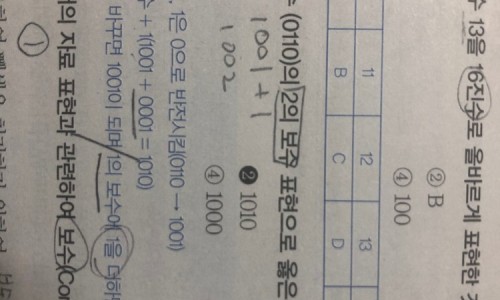 수 13을 16진수로 올바르게 표현한
② B
④ 100
11 12 13
B C D
수 (0110)의 2의 보수 표현으로 옳은
1001+1
1002
❷ 1010
④ 1000
, 1은 0으로 반전시킴(0110 → 1001)
수 + 1(1001 + 0001 = 1010)
바꾸면 1001이 되며 1의 보수에 1을 더하
①
의 자료 표현과 관련하여 보수(Co